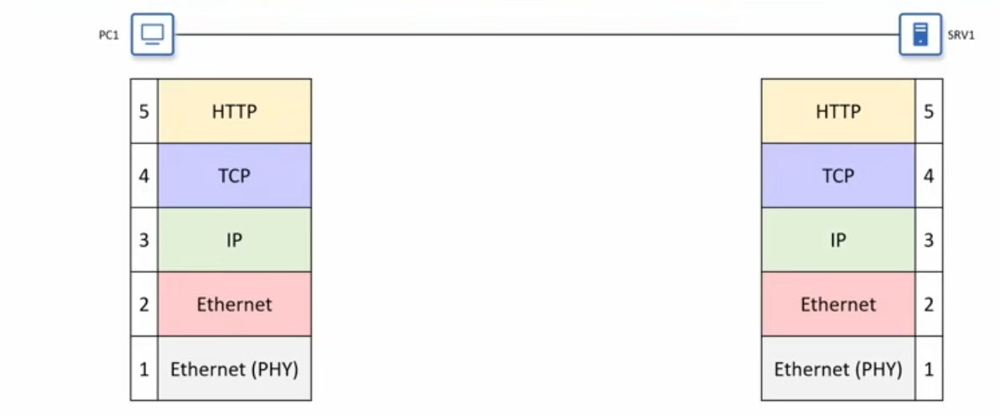 PC1
SRV1
5 HTTP
HTTP 5
4 TCP
TCP 4
3 IP
IP 3
2 Ethernet
Ethernet 2
1 Ethernet (PHY)
Ethernet (PHY) 1